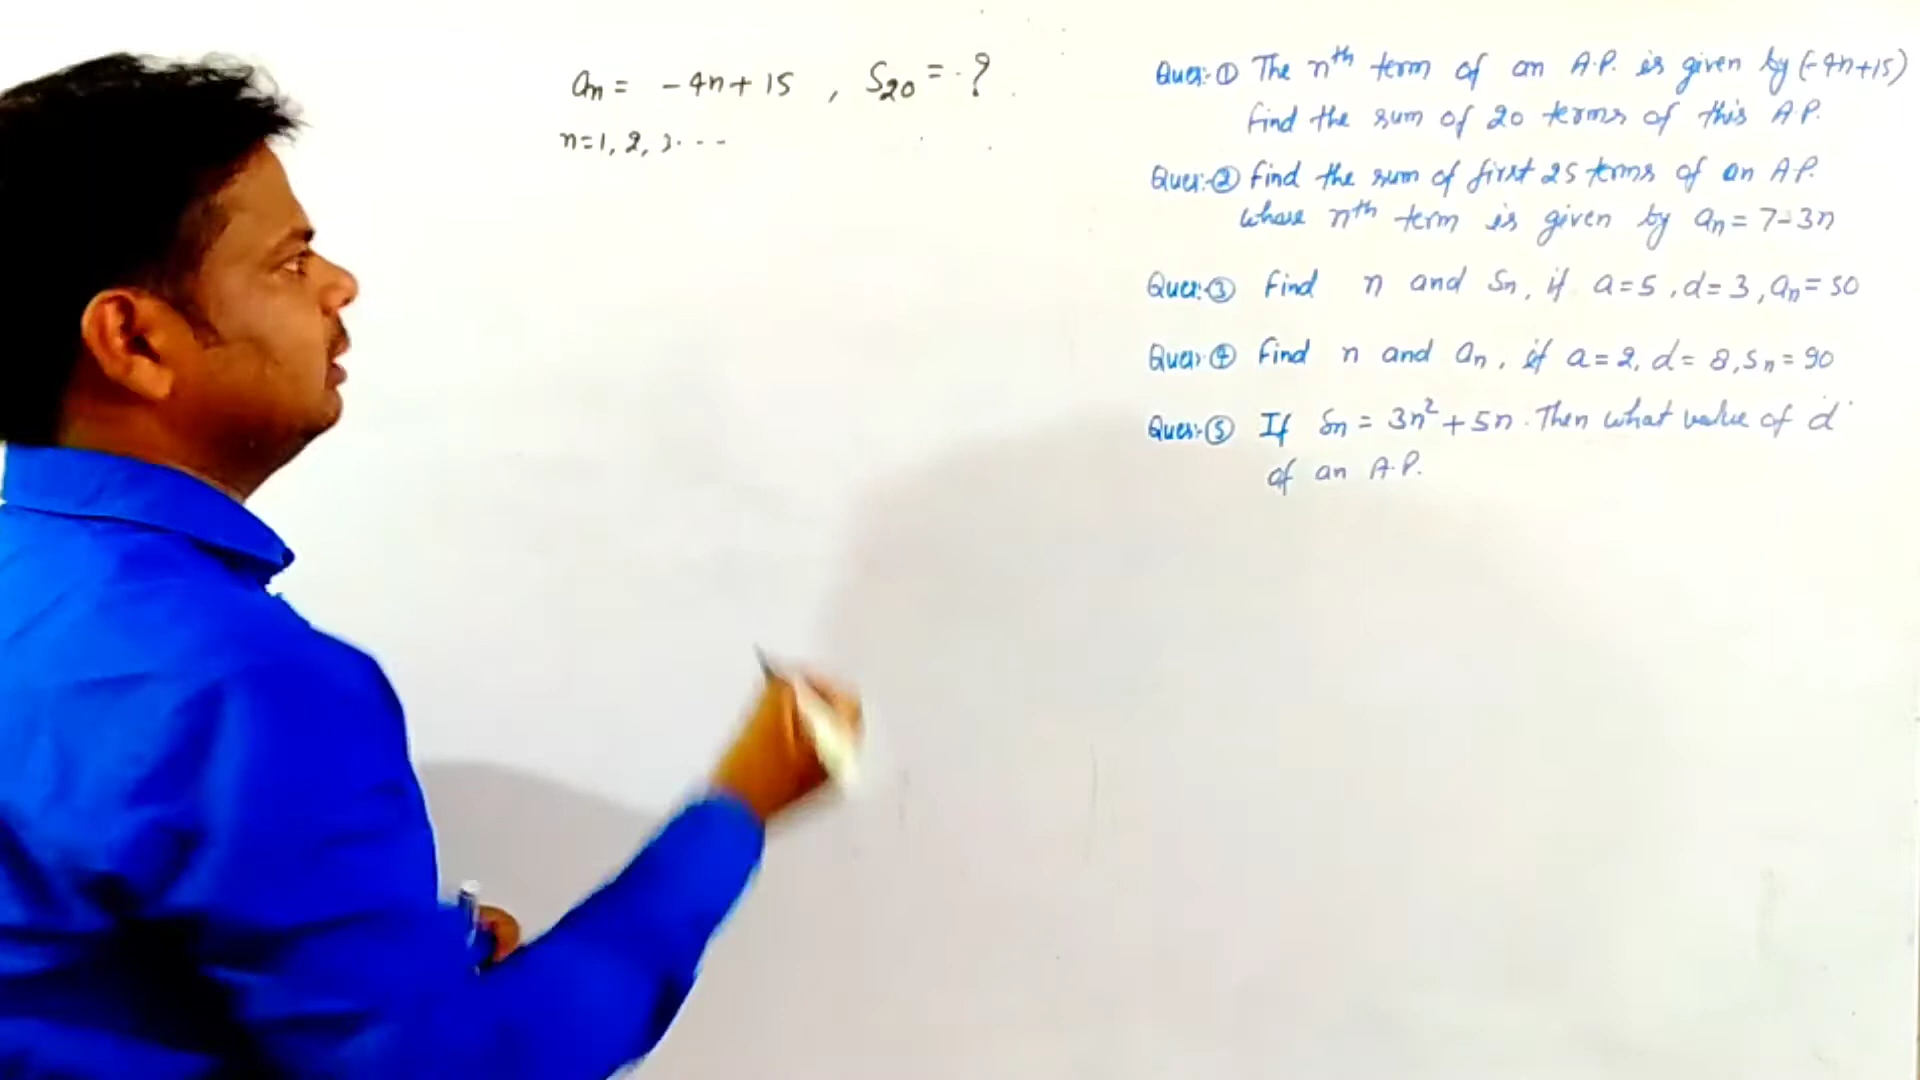 an = -4n+15 , S20 = ?
n=1, 2, 3. - - -
Ques:-① The nth term of an A.P. is given by (-4n+15)
find the sum of 20 terms of this A.P.
Ques:-② Find the sum of first 25 terms of an A.P.
whose nth term is given by an = 7-3n
Ques:-③ Find n and Sn, if a=5, d=3, an=50
Ques:-④ Find n and an, if a=2, d=8, Sn=90
Ques:-⑤ If Sn = 3n²+5n. Then what value of d
of an A.P.